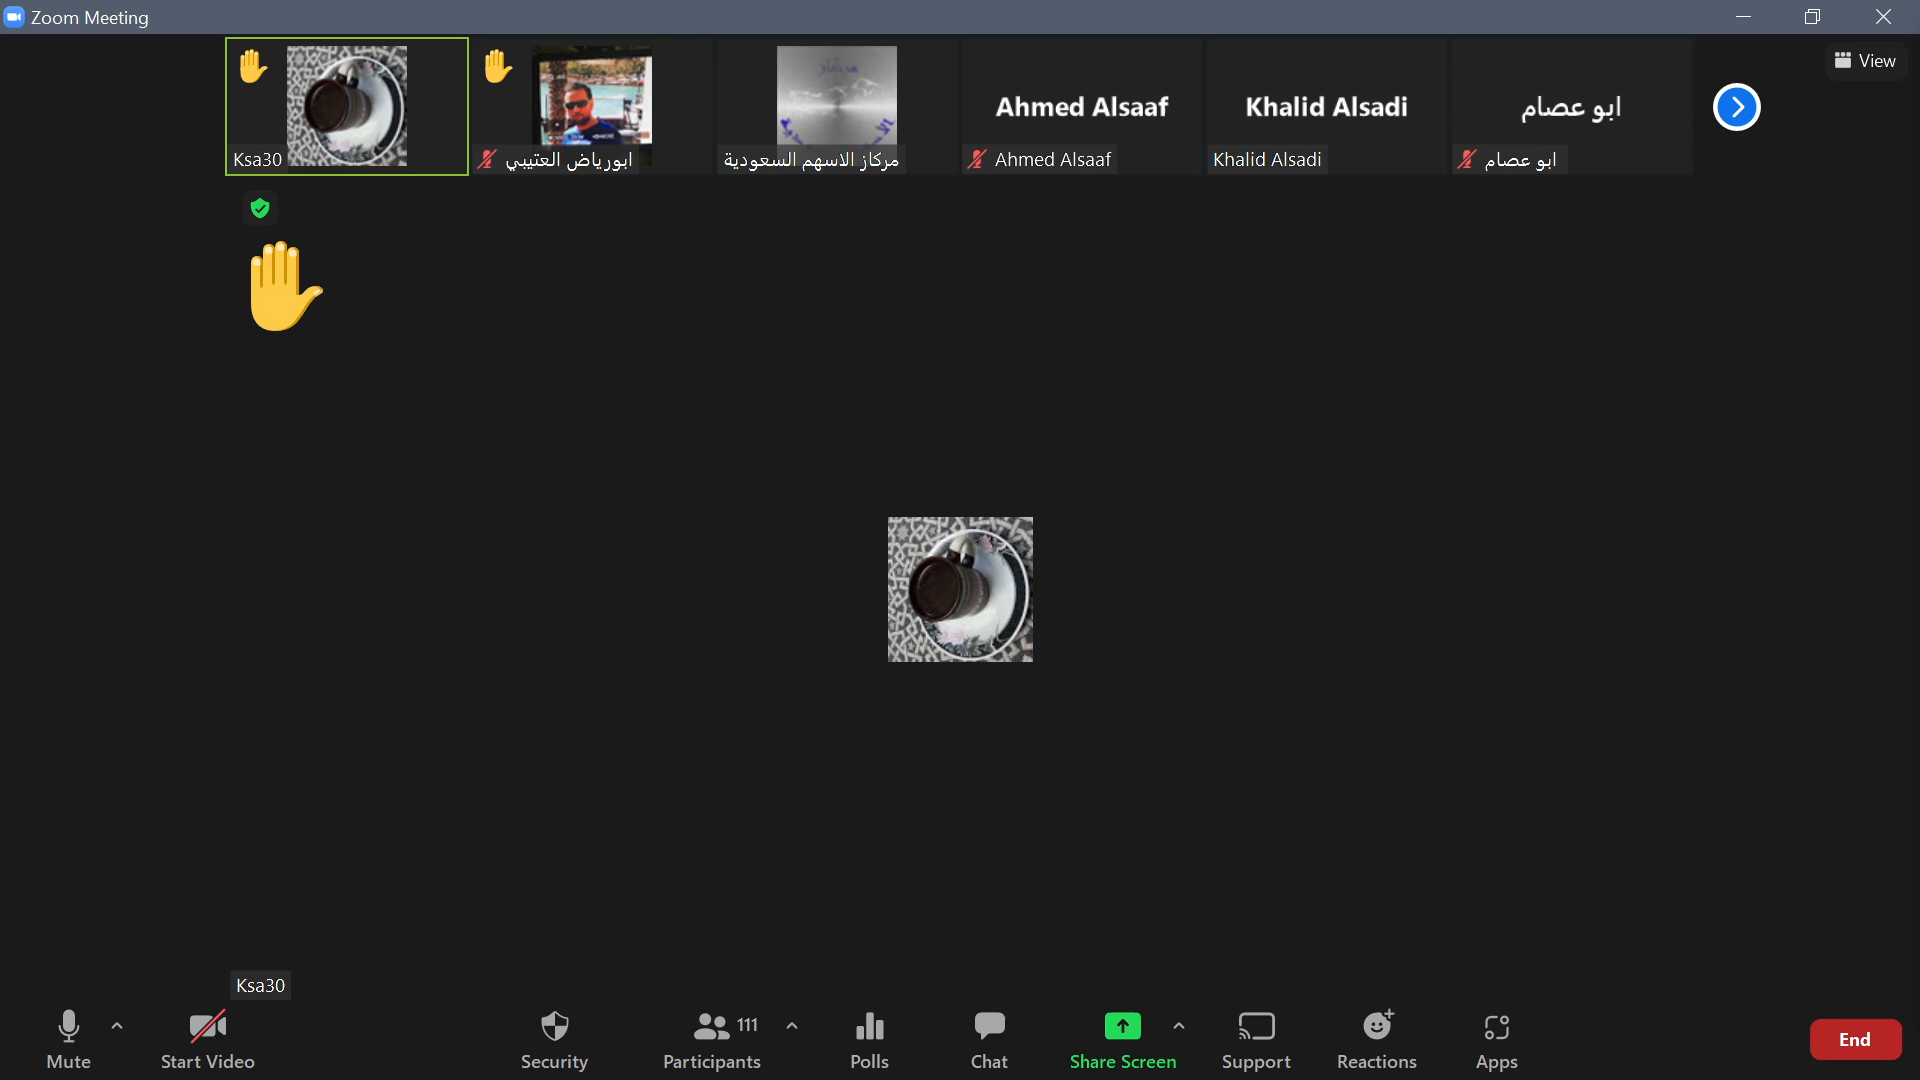 Zoom Meeting
View
Ahmed Alsaaf
Khalid Alsadi
ابو عصام
Ksa30
ابورياض العتيبي
مركاز الاسهم السعودية
Ahmed Alsaaf
Khalid Alsadi
ابو عصام
Ksa30
111
Mute
Start Video
Security
Participants
Polls
Chat
Share Screen
Support
Reactions
Apps
End